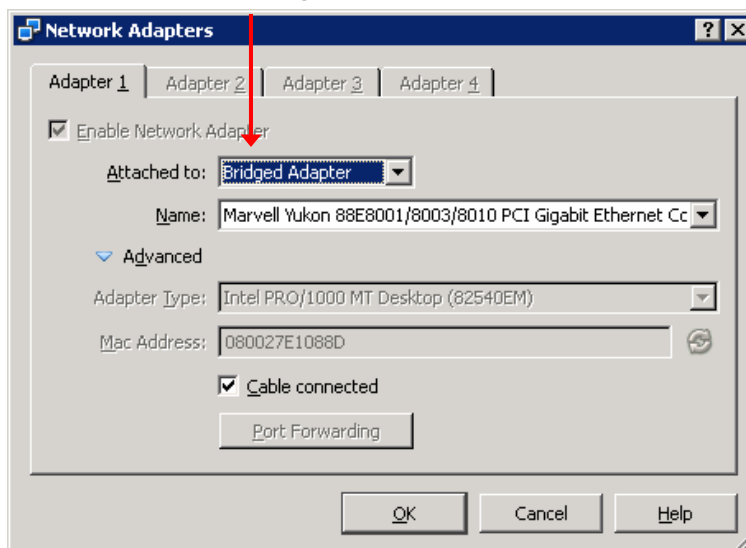 Network Adapters
Adapter 1 Adapter 2 Adapter 3 Adapter 4
Enable Network Adapter
Attached to: Bridged Adapter
Name: Marvell Yukon 88E8001/8003/8010 PCI Gigabit Ethernet Cc
Advanced
Adapter Type: Intel PRO/1000 MT Desktop (82540EM)
Mac Address: 080027E1088D
Cable connected
Port Forwarding
OK Cancel Help